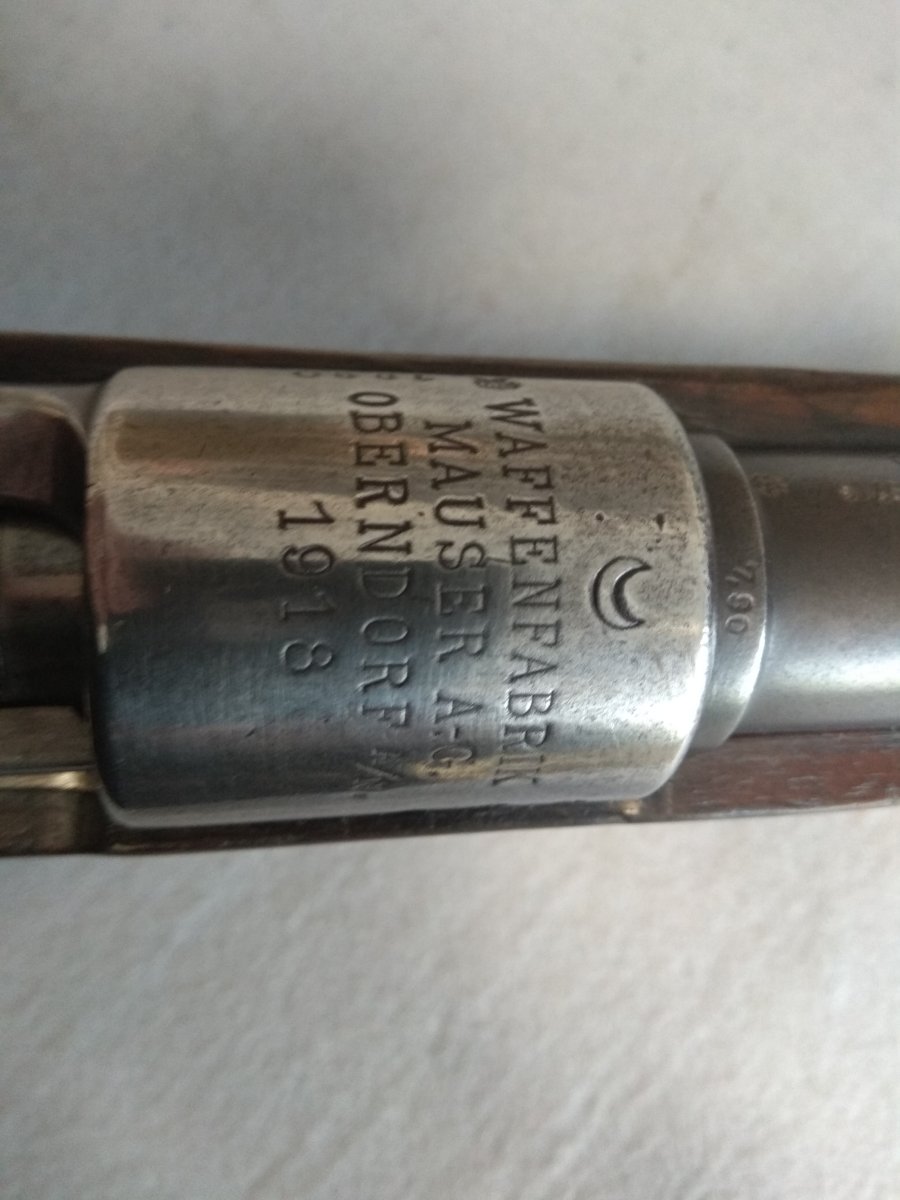 WAFFENFABRIK
MAUSER A.-G.
OBERNDORF A/N.
1918
7,90